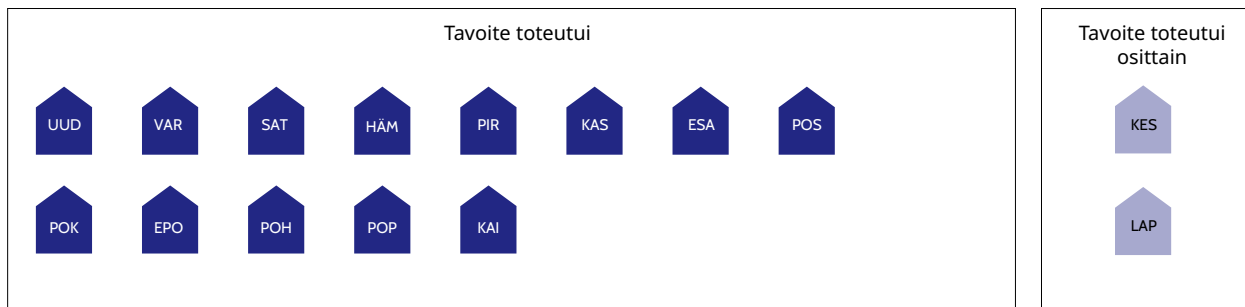 Tavoite toteutui
UUD VAR SAT HÄM PIR KAS ESA POS
POK EPO POH POP KAI
Tavoite toteutui
osittain
KES
LAP